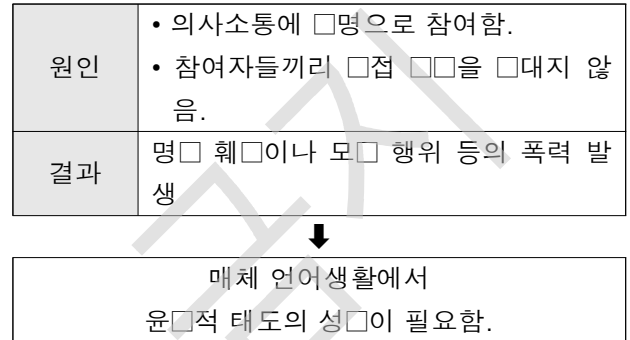 • 의사소통에 □명으로 참여함.
원인
• 참여자들끼리 □접 □□을 □대지 않
음.
결과
명□ 훼□이나 모□ 행위 등의 폭력 발
생
⬇
매체 언어생활에서
윤□적 태도의 성□이 필요함.